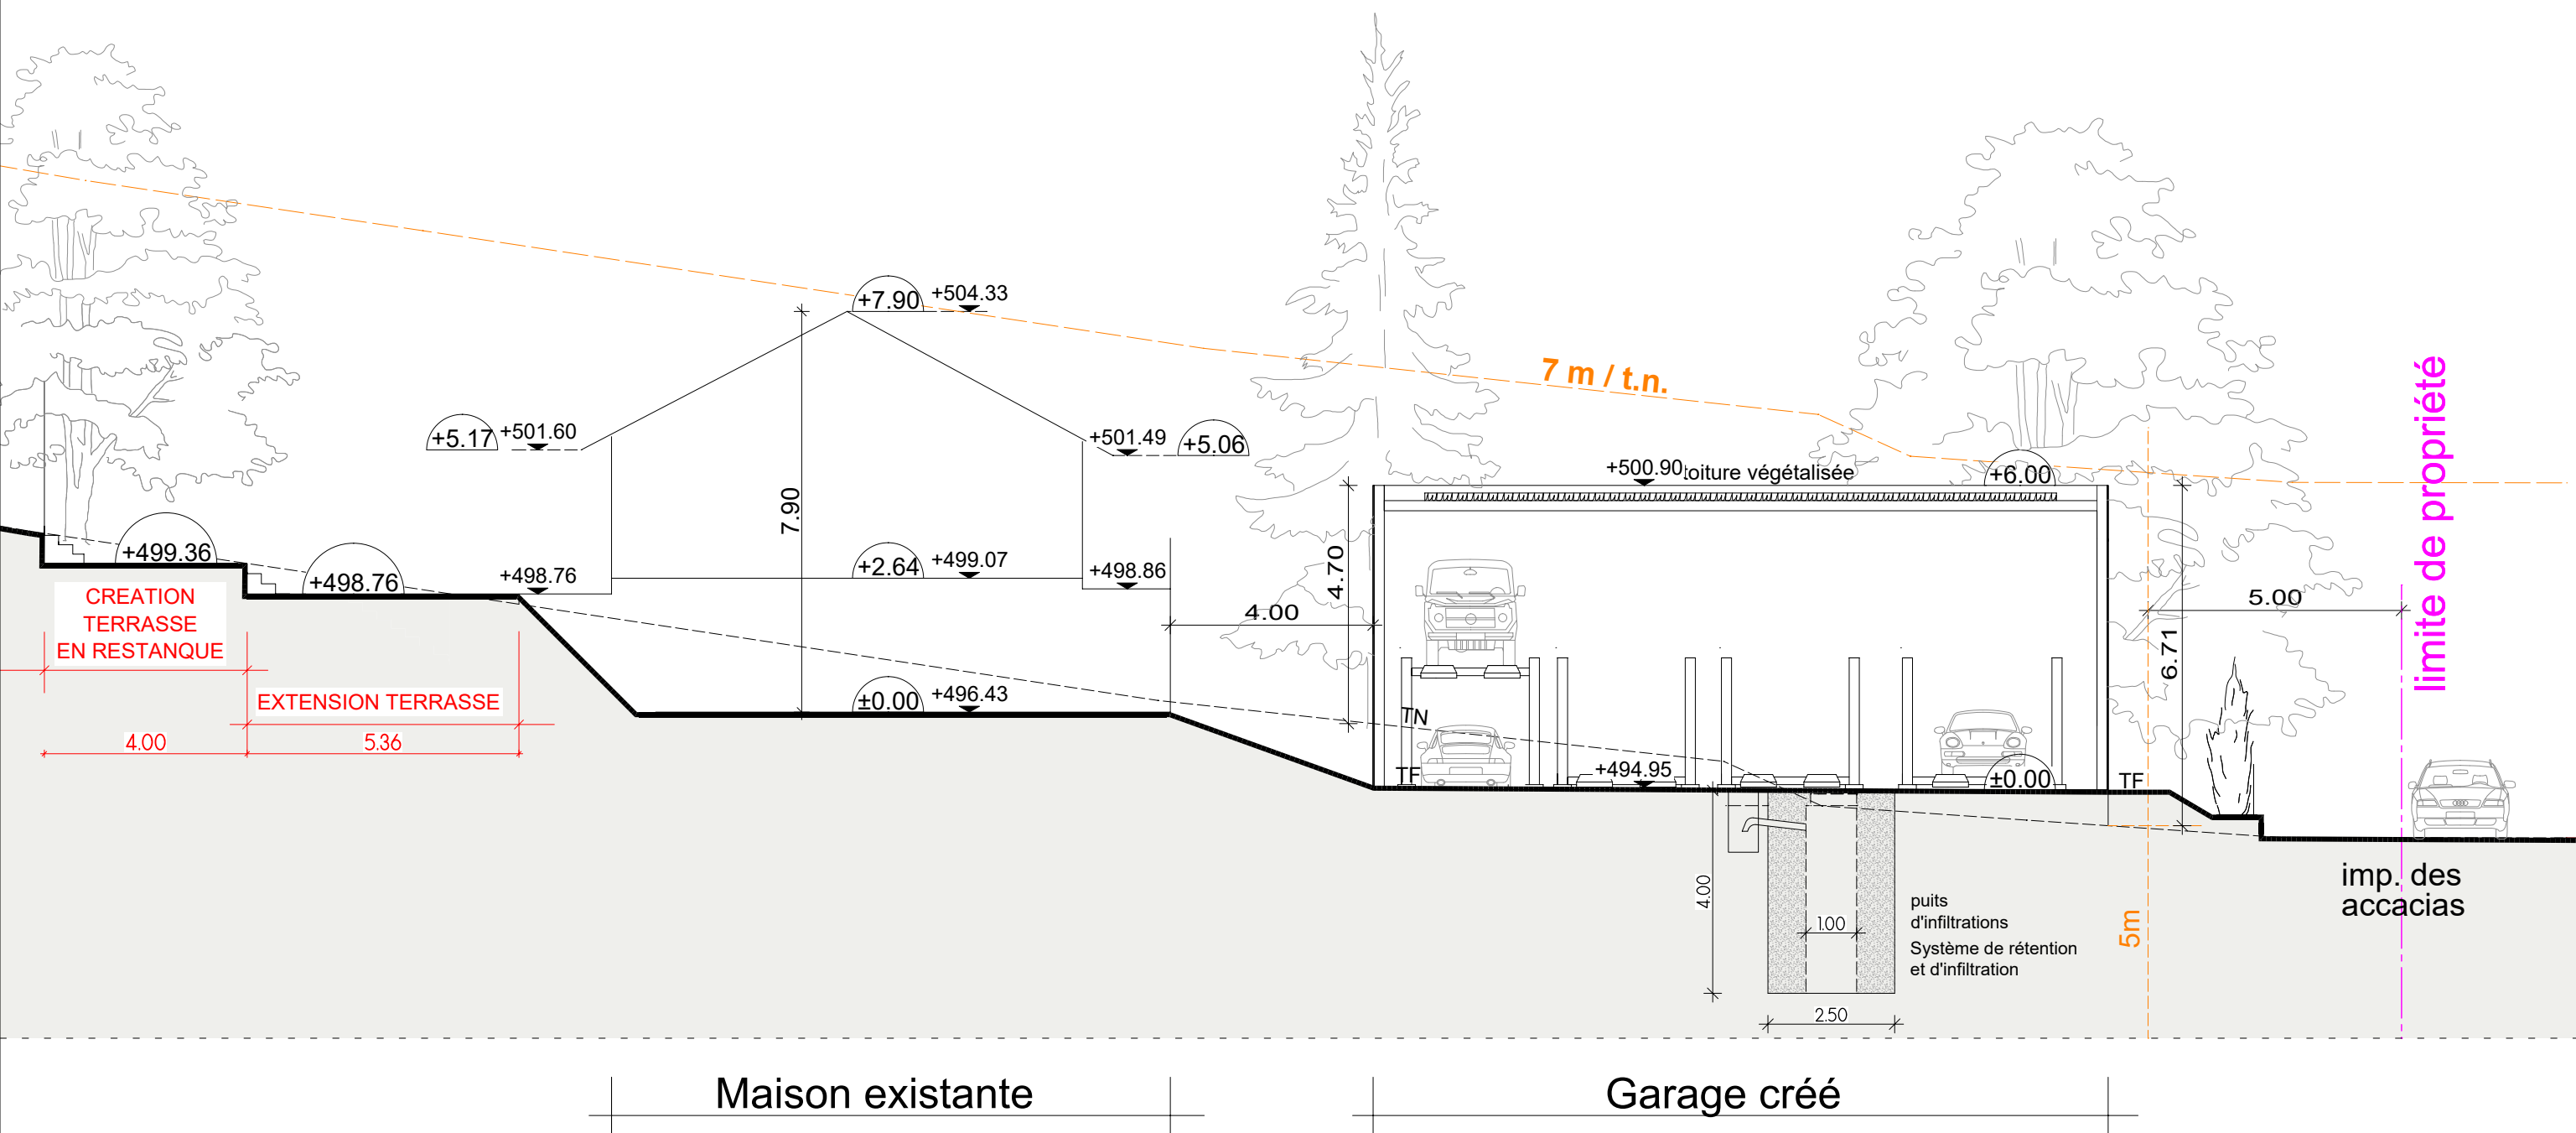 +7.90 +504.33
7 m / t.n.
limite de propriété
+5.17 +501.60
+501.49 +5.06
+500.90 toiture végétalisée
+6.00
7.90
4.70
+499.36
+498.76
+498.76
+2.64 +499.07
+498.86
CREATION
TERRASSE
EN RESTANQUE
4.00
5.00
6.71
EXTENSION TERRASSE
±0.00 +496.43
TN
4.00
5.36
TF
+494.95
±0.00
TF
imp. des
accacias
4.00
1.00
puits
d'infiltrations
Système de rétention
et d'infiltration
5m
2.50
Maison existante
Garage créé